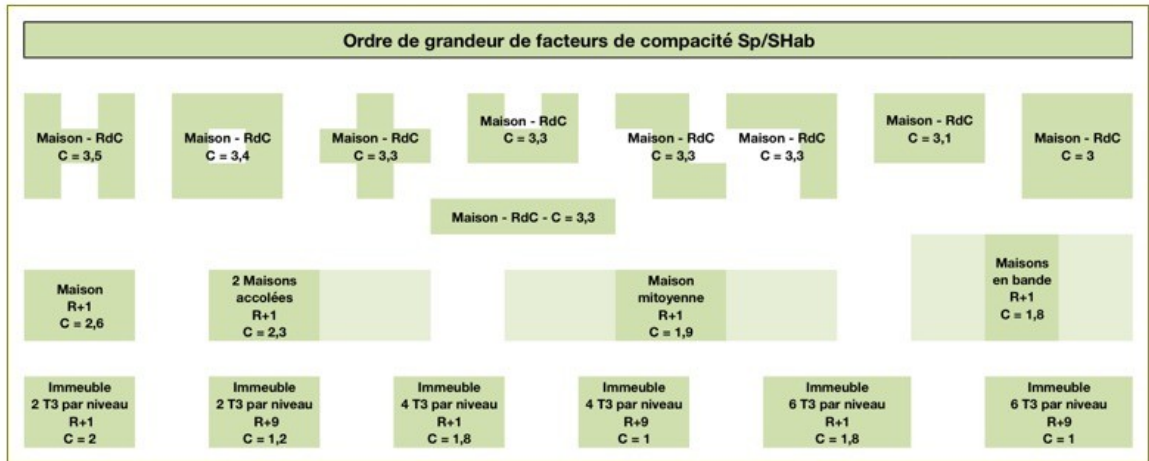 Ordre de grandeur de facteurs de compacité Sp/SHab
Maison - RdC
C = 3,5
Maison - RdC
C = 3,4
Maison - RdC
C = 3,3
Maison - RdC
C = 3,3
Maison - RdC
C = 3,3
Maison - RdC
C = 3,3
Maison - RdC
C = 3,1
Maison - RdC
C = 3
Maison - RdC - C = 3,3
Maison
R+1
C = 2,6
2 Maisons
accolées
R+1
C = 2,3
Maison
mitoyenne
R+1
C = 1,9
Maisons
en bande
R+1
C = 1,8
Immeuble
2 T3 par niveau
R+1
C = 2
Immeuble
2 T3 par niveau
R+9
C = 1,2
Immeuble
4 T3 par niveau
R+1
C = 1,8
Immeuble
4 T3 par niveau
R+9
C = 1
Immeuble
6 T3 par niveau
R+1
C = 1,8
Immeuble
6 T3 par niveau
R+9
C = 1